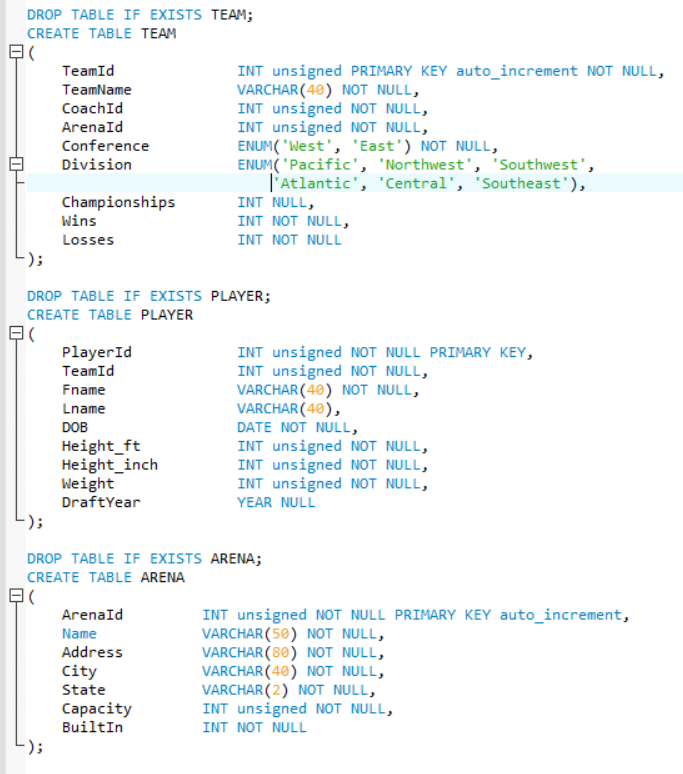 DROP TABLE IF EXISTS TEAM;
CREATE TABLE TEAM
(
TeamId INT unsigned PRIMARY KEY auto_increment NOT NULL,
TeamName VARCHAR(40) NOT NULL,
CoachId INT unsigned NOT NULL,
ArenaId INT unsigned NOT NULL,
Conference ENUM('West', 'East') NOT NULL,
Division ENUM('Pacific', 'Northwest', 'Southwest',
'Atlantic', 'Central', 'Southeast'),
Championships INT NULL,
Wins INT NOT NULL,
Losses INT NOT NULL
);
DROP TABLE IF EXISTS PLAYER;
CREATE TABLE PLAYER
(
PlayerId INT unsigned NOT NULL PRIMARY KEY,
TeamId INT unsigned NOT NULL,
Fname VARCHAR(40) NOT NULL,
Lname VARCHAR(40),
DOB DATE NOT NULL,
Height_ft INT unsigned NOT NULL,
Height_inch INT unsigned NOT NULL,
Weight INT unsigned NOT NULL,
DraftYear YEAR NULL
);
DROP TABLE IF EXISTS ARENA;
CREATE TABLE ARENA
(
ArenaId INT unsigned NOT NULL PRIMARY KEY auto_increment,
Name VARCHAR(50) NOT NULL,
Address VARCHAR(80) NOT NULL,
City VARCHAR(40) NOT NULL,
State VARCHAR(2) NOT NULL,
Capacity INT unsigned NOT NULL,
BuiltIn INT NOT NULL
);